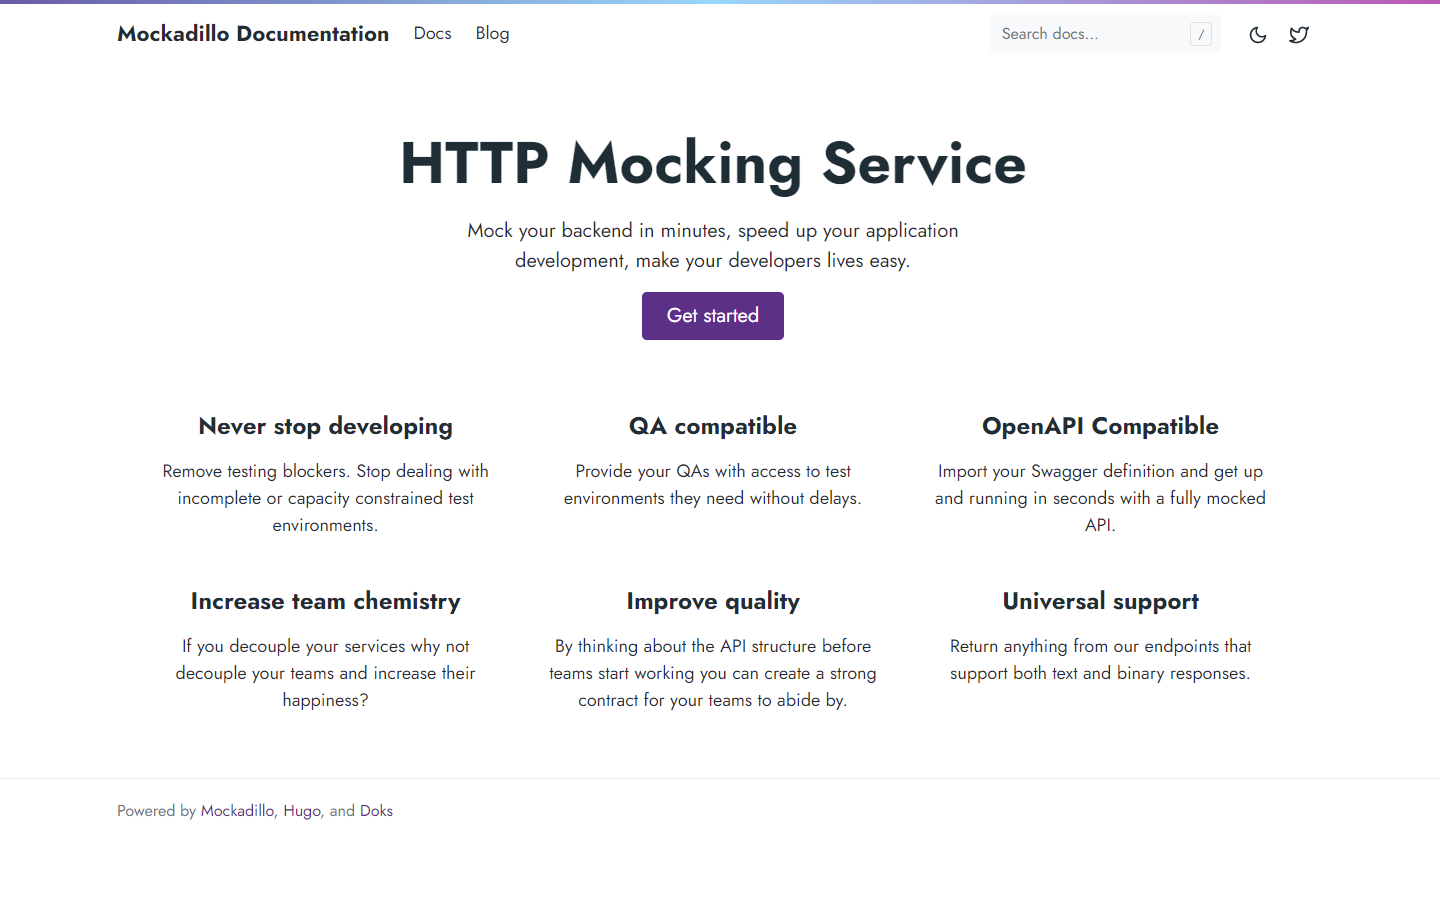 Mockadillo Documentation Docs Blog Search docs... /
HTTP Mocking Service
Mock your backend in minutes, speed up your application
development, make your developers lives easy.
Get started
Never stop developing
Remove testing blockers. Stop dealing with
incomplete or capacity constrained test
environments.
QA compatible
Provide your QAs with access to test
environments they need without delays.
OpenAPI Compatible
Import your Swagger definition and get up
and running in seconds with a fully mocked
API.
Increase team chemistry
If you decouple your services why not
decouple your teams and increase their
happiness?
Improve quality
By thinking about the API structure before
teams start working you can create a strong
contract for your teams to abide by.
Universal support
Return anything from our endpoints that
support both text and binary responses.
Powered by Mockadillo, Hugo, and Doks